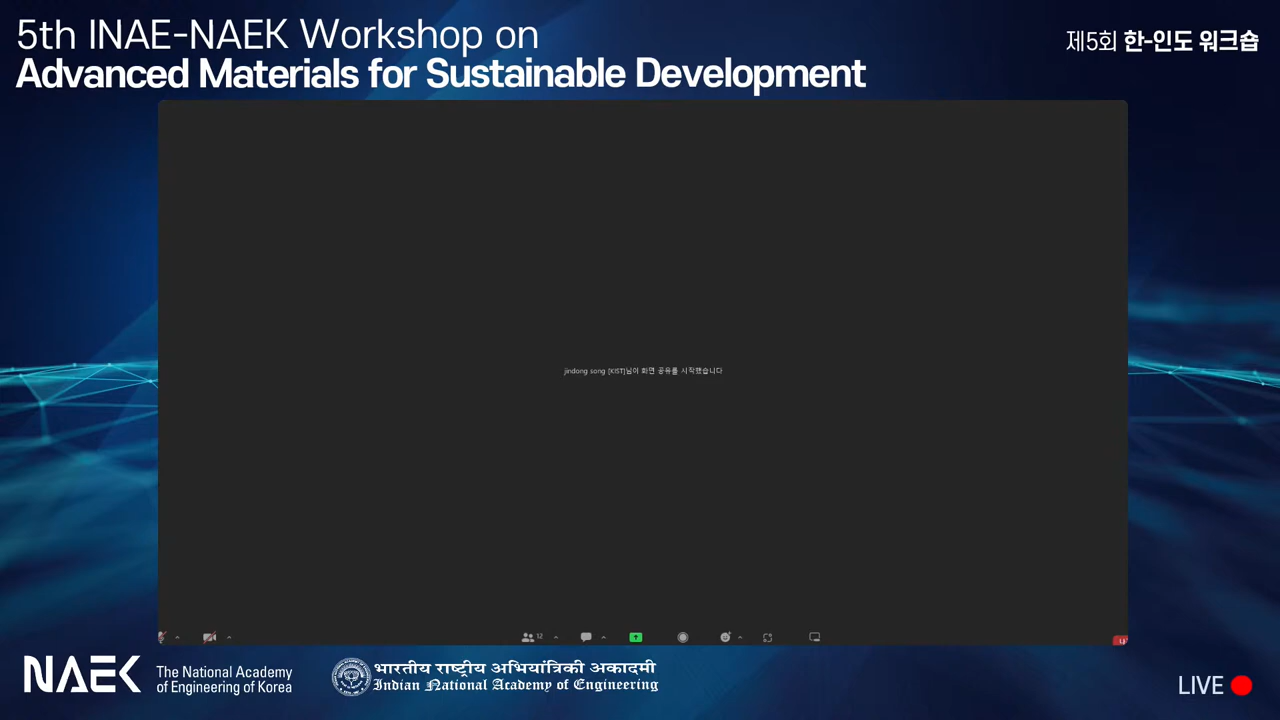 5th INAE-NAEK Workshop on
Advanced Materials for Sustainable Development
제5회 한-인도 워크숍
jindong song [KIST]님이 화면 공유를 시작했습니다
12
NAEK
The National Academy
of Engineering of Korea
भारतीय राष्ट्रीय अभियांत्रिकी अकादमी
Indian National Academy of Engineering
LIVE